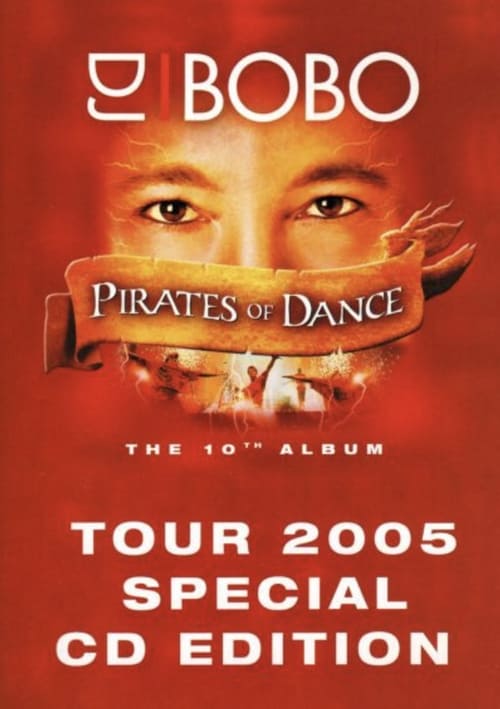 DJ BOBO
PIRATES OF DANCE
THE 10TH ALBUM
TOUR 2005
SPECIAL
CD EDITION